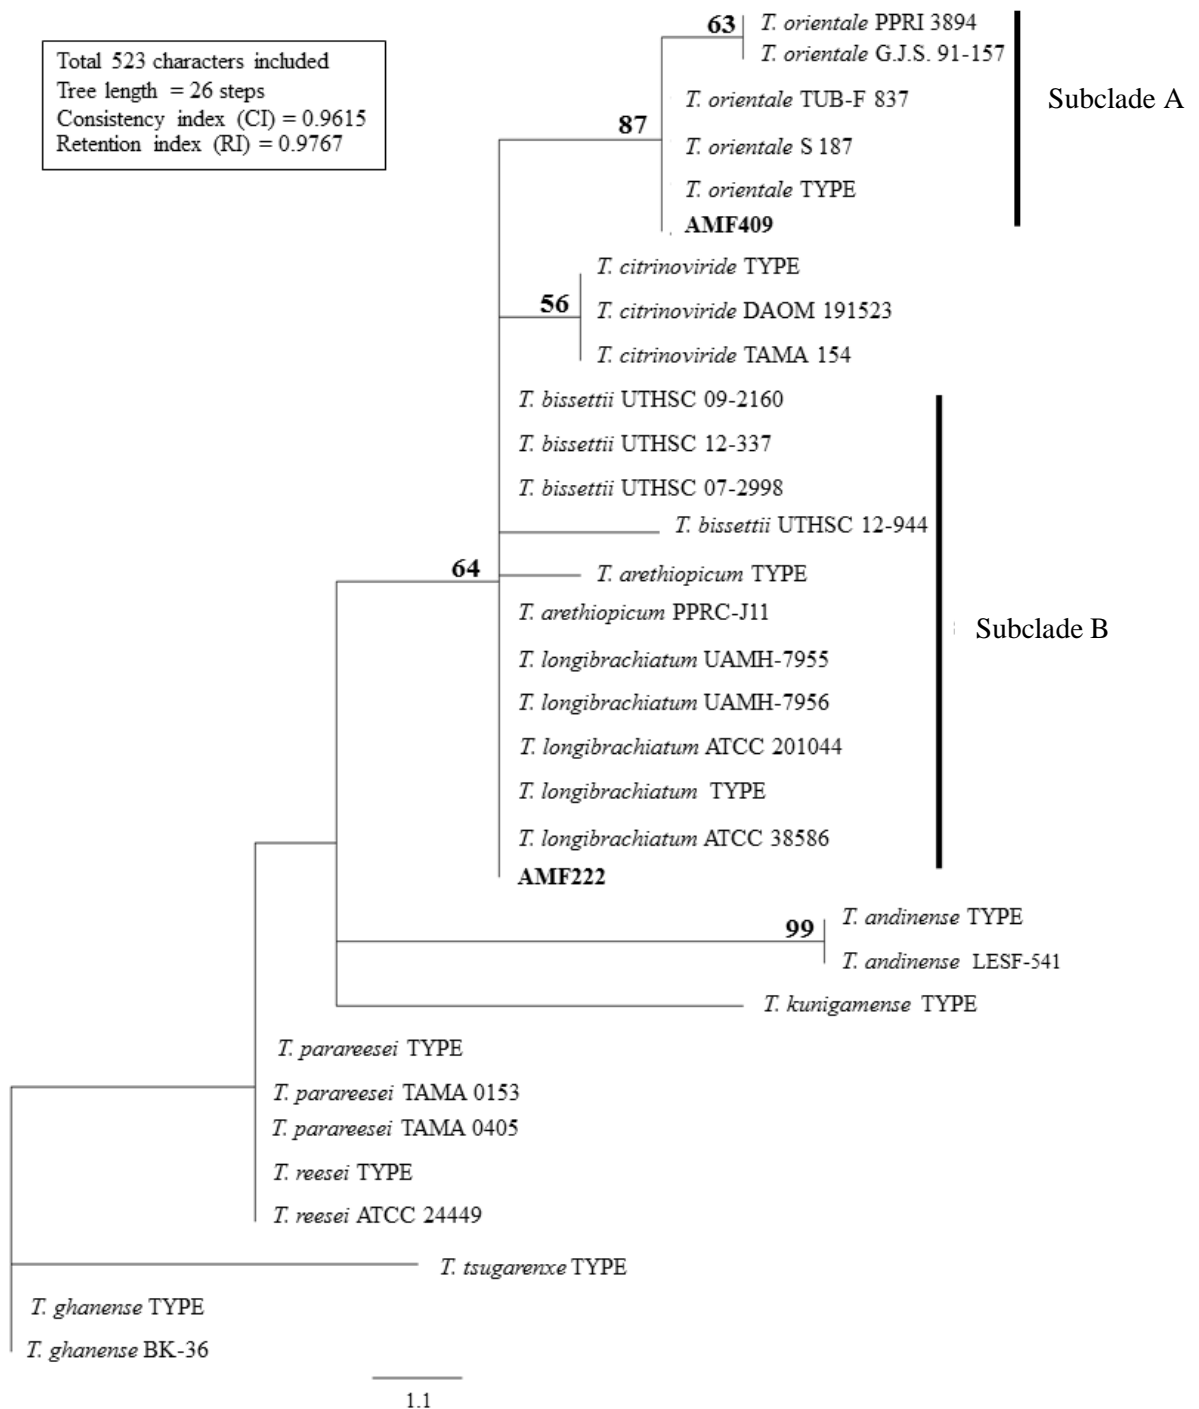 Total 523 characters included
Tree length = 26 steps
Consistency index (CI) = 0.9615
Retention index (RI) = 0.9767
63
T. orientale PPRI 3894
T. orientale G.J.S. 91-157
T. orientale TUB-F 837
Subclade A
87
T. orientale S 187
T. orientale TYPE
AMF409
T. citrinoviride TYPE
56
T. citrinoviride DAOM 191523
T. citrinoviride TAMA 154
T. bissettii UTHSC 09-2160
T. bissettii UTHSC 12-337
T. bissettii UTHSC 07-2998
T. bissettii UTHSC 12-944
64
T. arethiopicum TYPE
T. arethiopicum PPRC-J11
Subclade B
T. longibrachiatum UAMH-7955
T. longibrachiatum UAMH-7956
T. longibrachiatum ATCC 201044
T. longibrachiatum TYPE
T. longibrachiatum ATCC 38586
AMF222
99
T. andinense TYPE
T. andinense LESF-541
T. kunigamense TYPE
T. parareesei TYPE
T. parareesei TAMA 0153
T. parareesei TAMA 0405
T. reesei TYPE
T. reesei ATCC 24449
T. tsugarenxe TYPE
T. ghanense TYPE
T. ghanense BK-36
1.1